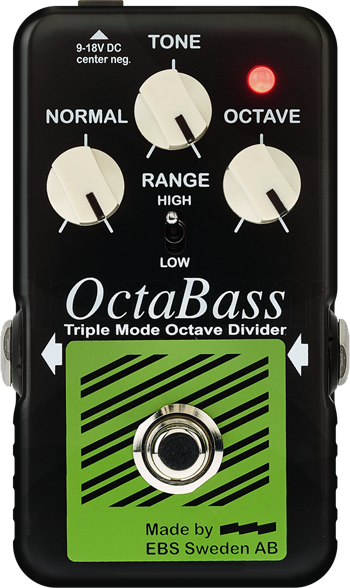 TONE
9-18V DC
center neg.
NORMAL
OCTAVE
RANGE
HIGH
LOW
OctaBass
Triple Mode Octave Divider
Made by
EBS Sweden AB